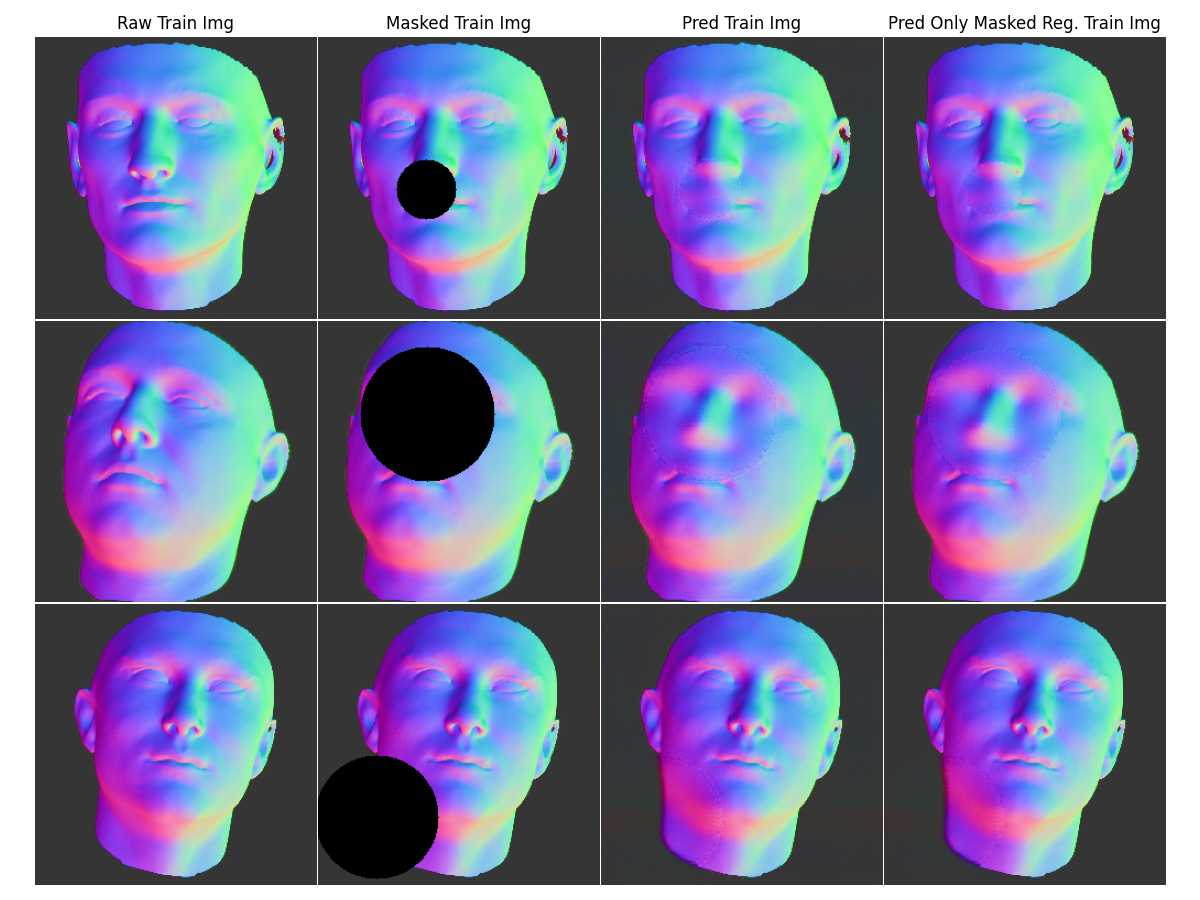 Raw Train Img
Masked Train Img
Pred Train Img
Pred Only Masked Reg. Train Img